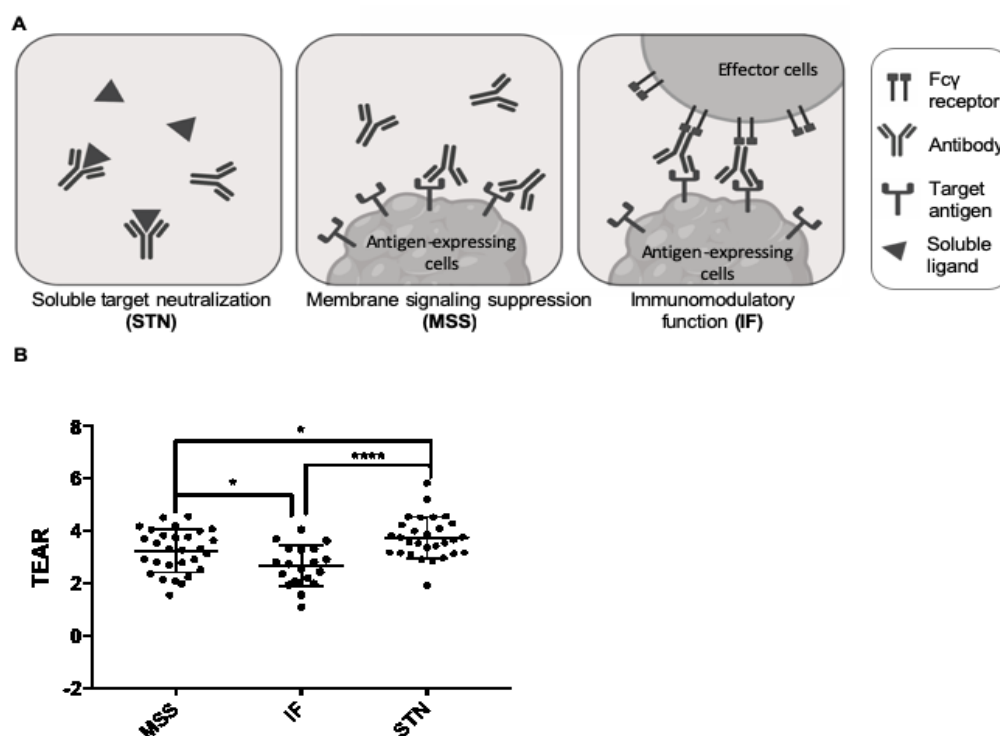 A
Effector cells
Antigen-expressing
cells
Antigen-expressing
cells
Fcγ
receptor
Antibody
Target
antigen
Soluble
ligand
Soluble target neutralization
(STN)
Membrane signaling suppression
(MSS)
Immunomodulatory
function (IF)
B
TEAR
8
6
4
2
0
-2
*
*
****
MSS
IF
STN